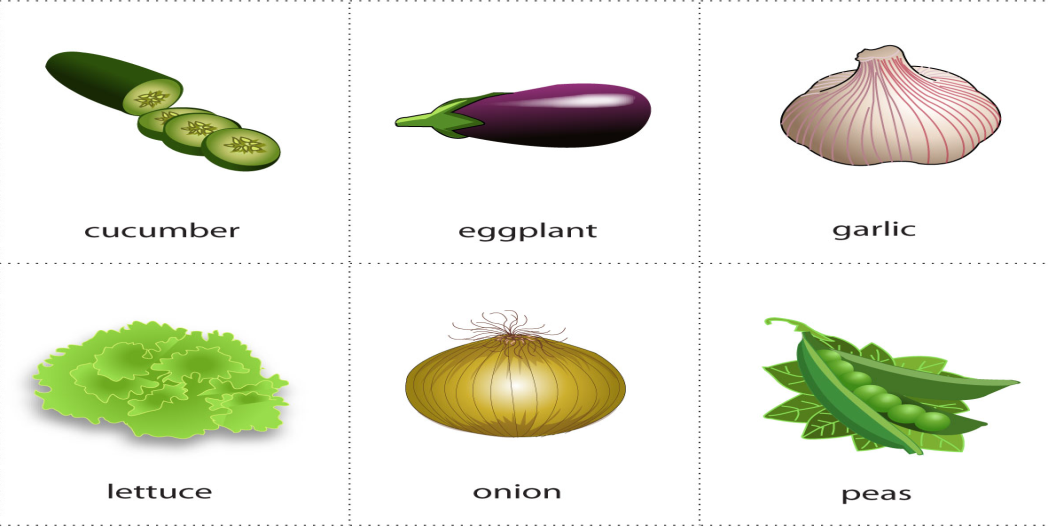 cucumber
eggplant
garlic
lettuce
onion
peas